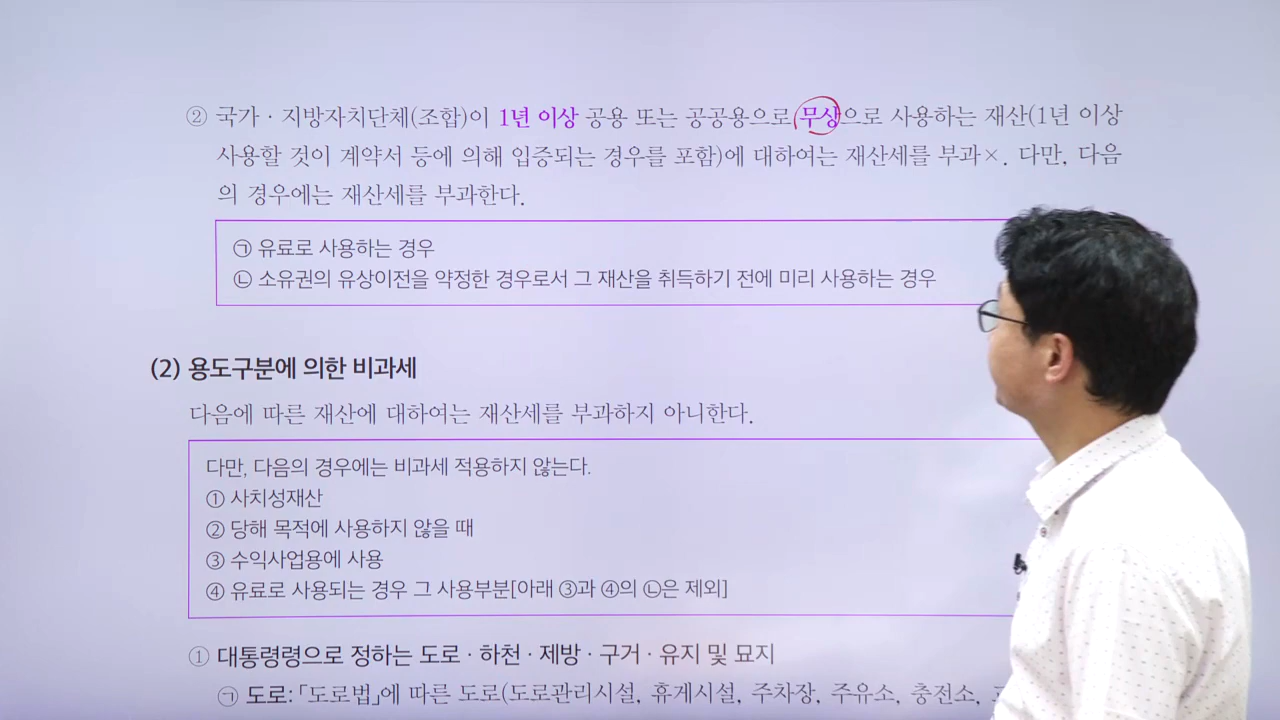 ② 국가 · 지방자치단체(조합)이 1년 이상 공용 또는 공공용으로 무상으로 사용하는 재산(1년 이상
사용할 것이 계약서 등에 의해 입증되는 경우를 포함)에 대하여는 재산세를 부과×. 다만, 다음
의 경우에는 재산세를 부과한다.
㉠ 유료로 사용하는 경우
㉡ 소유권의 유상이전을 약정한 경우로서 그 재산을 취득하기 전에 미리 사용하는 경우
(2) 용도구분에 의한 비과세
다음에 따른 재산에 대하여는 재산세를 부과하지 아니한다.
다만, 다음의 경우에는 비과세 적용하지 않는다.
① 사치성재산
② 당해 목적에 사용하지 않을 때
③ 수익사업용에 사용
④ 유료로 사용되는 경우 그 사용부분[아래 ③과 ④의 ㉡은 제외]
① 대통령령으로 정하는 도로 · 하천 · 제방 · 구거 · 유지 및 묘지
㉠ 도로: 「도로법」에 따른 도로(도로관리시설, 휴게시설, 주차장, 주유소, 충전소,